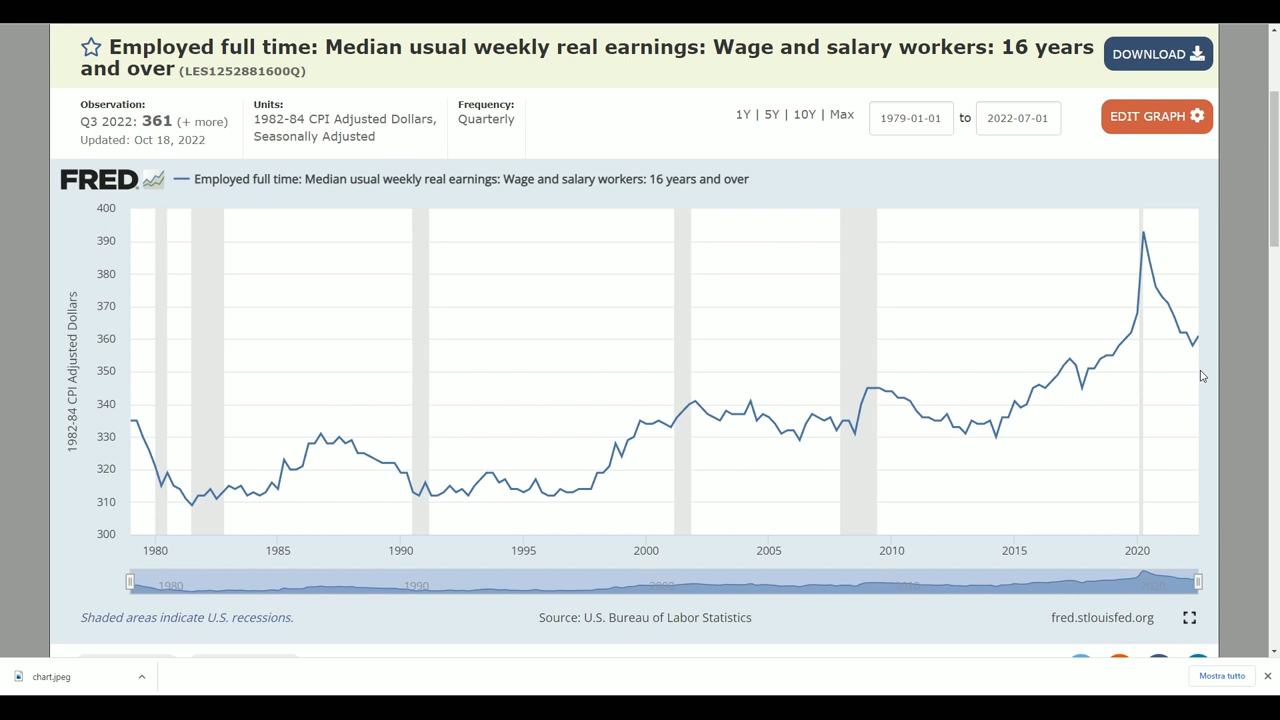 Employed full time: Median usual weekly real earnings: Wage and salary workers: 16 years
and over (LES1252881600Q)
DOWNLOAD
Observation:
Q3 2022: 361 (+ more)
Updated: Oct 18, 2022
Units:
1982-84 CPI Adjusted Dollars,
Seasonally Adjusted
Frequency:
Quarterly
1Y | 5Y | 10Y | Max
1979-01-01 to 2022-07-01
EDIT GRAPH
FRED
Employed full time: Median usual weekly real earnings: Wage and salary workers: 16 years and over
1982-84 CPI Adjusted Dollars
400
390
380
370
360
350
340
330
320
310
300
1980 1985 1990 1995 2000 2005 2010 2015 2020
1980 1990 2000 2010 2020
Shaded areas indicate U.S. recessions.
Source: U.S. Bureau of Labor Statistics
fred.stlouisfed.org
chart.jpeg
Mostra tutto